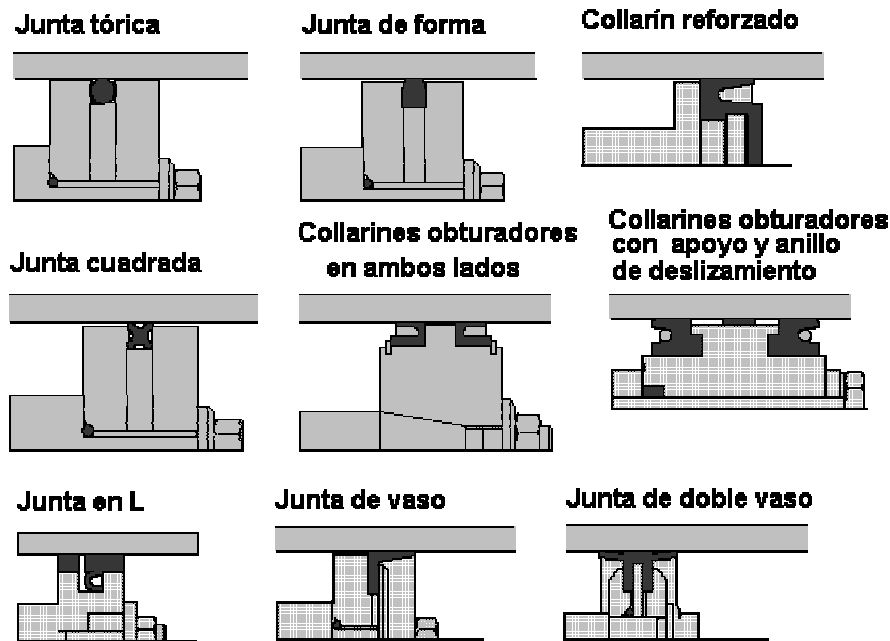 Junta tórica
Junta de forma
Collarín reforzado
Junta cuadrada
Collarines obturadores
en ambos lados
Collarines obturadores
con apoyo y anillo
de deslizamiento
Junta en L
Junta de vaso
Junta de doble vaso